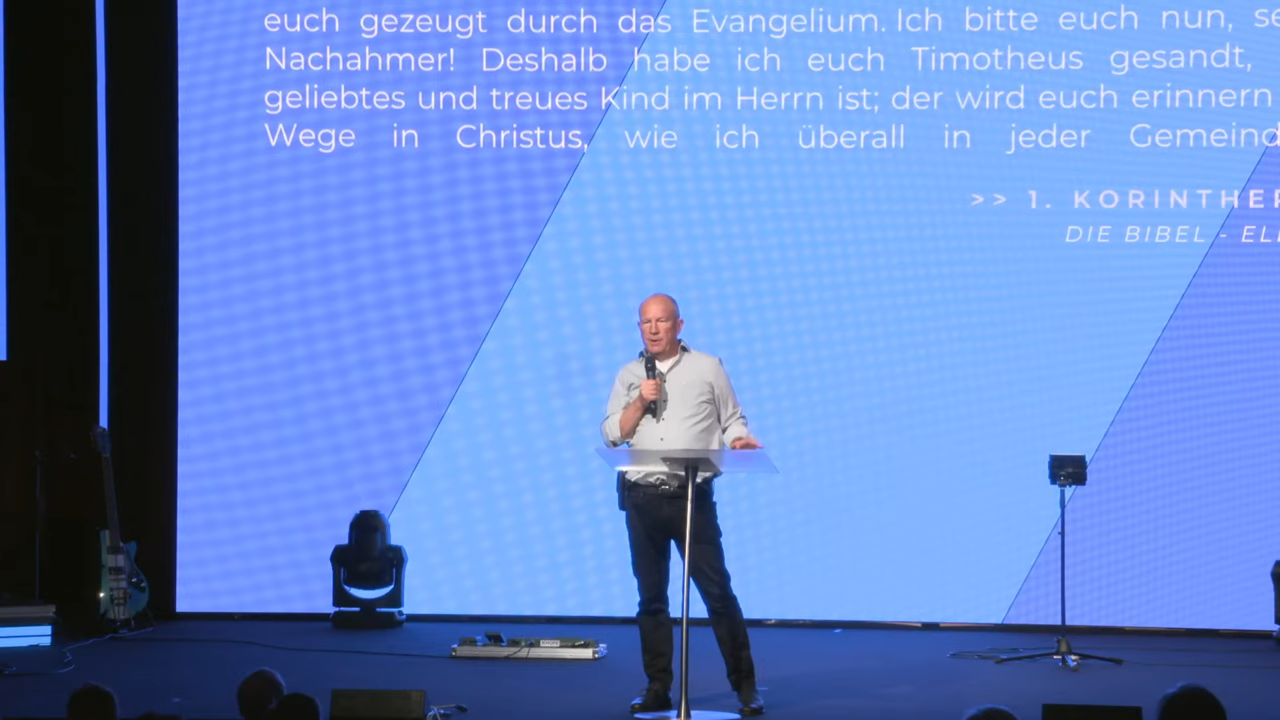 euch gezeugt durch das Evangelium. Ich bitte euch nun,
Nachahmer! Deshalb habe ich euch Timotheus gesandt,
geliebtes und treues Kind im Herrn ist; der wird euch erinnern
Wege in Christus, wie ich überall in jeder
>> 1. KORINTHER
DIE BIBEL -